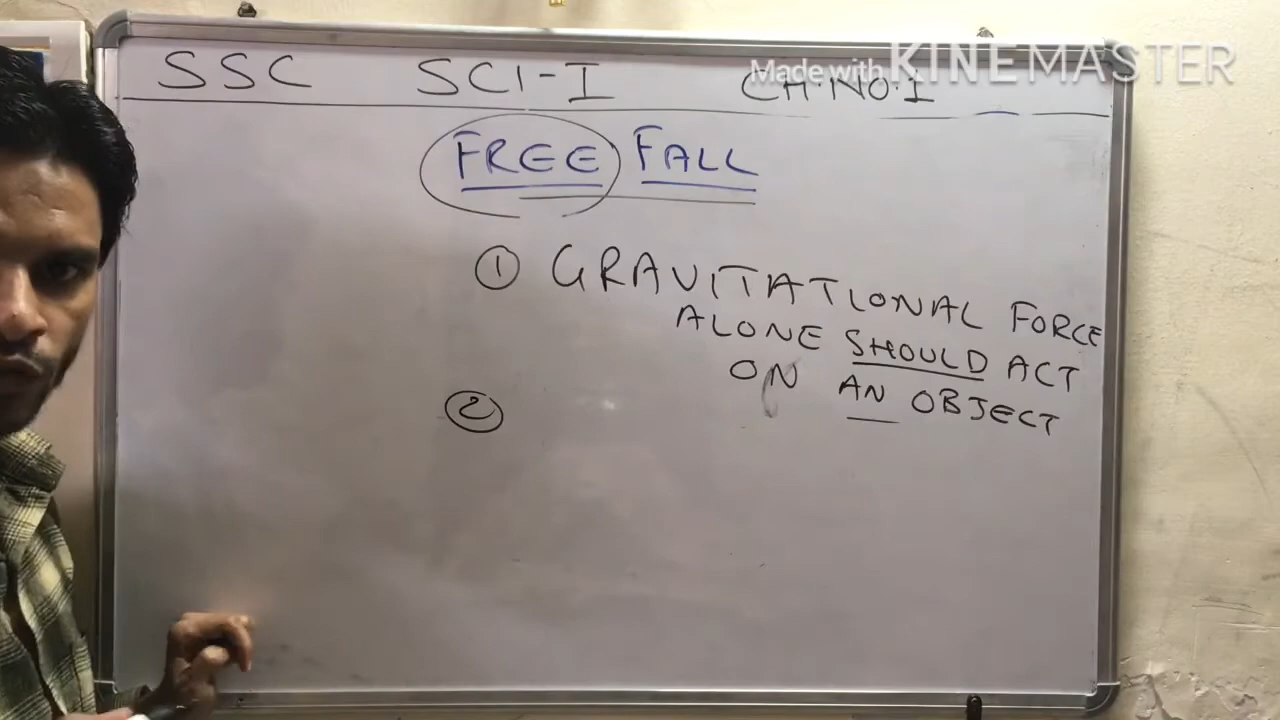 Made with KINEMASTER
SSC SCI-I CH.NO.I
FREE FALL
① GRAVITATIONAL FORCE
ALONE SHOULD ACT
ON AN OBJECT
②